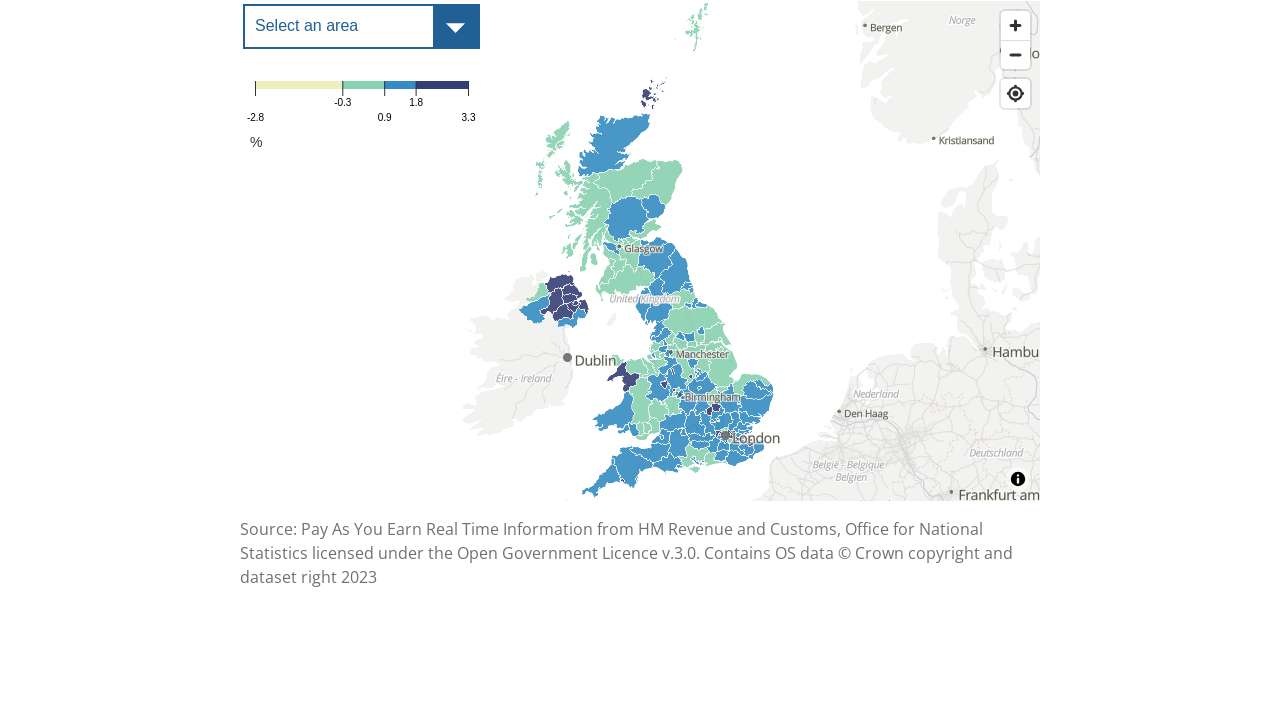 Select an area
-0.3
1.8
-2.8
0.9
3.3
%
Norge
Bergen
Kristiansand
Glasgow
United Kingdom
Dublin
Manchester
Éire - Ireland
Birmingham
London
Hambu
Nederland
Den Haag
België - Belgique
Belgien
Deutschland
Frankfurt am
Source: Pay As You Earn Real Time Information from HM Revenue and Customs, Office for National
Statistics licensed under the Open Government Licence v.3.0. Contains OS data © Crown copyright and
dataset right 2023